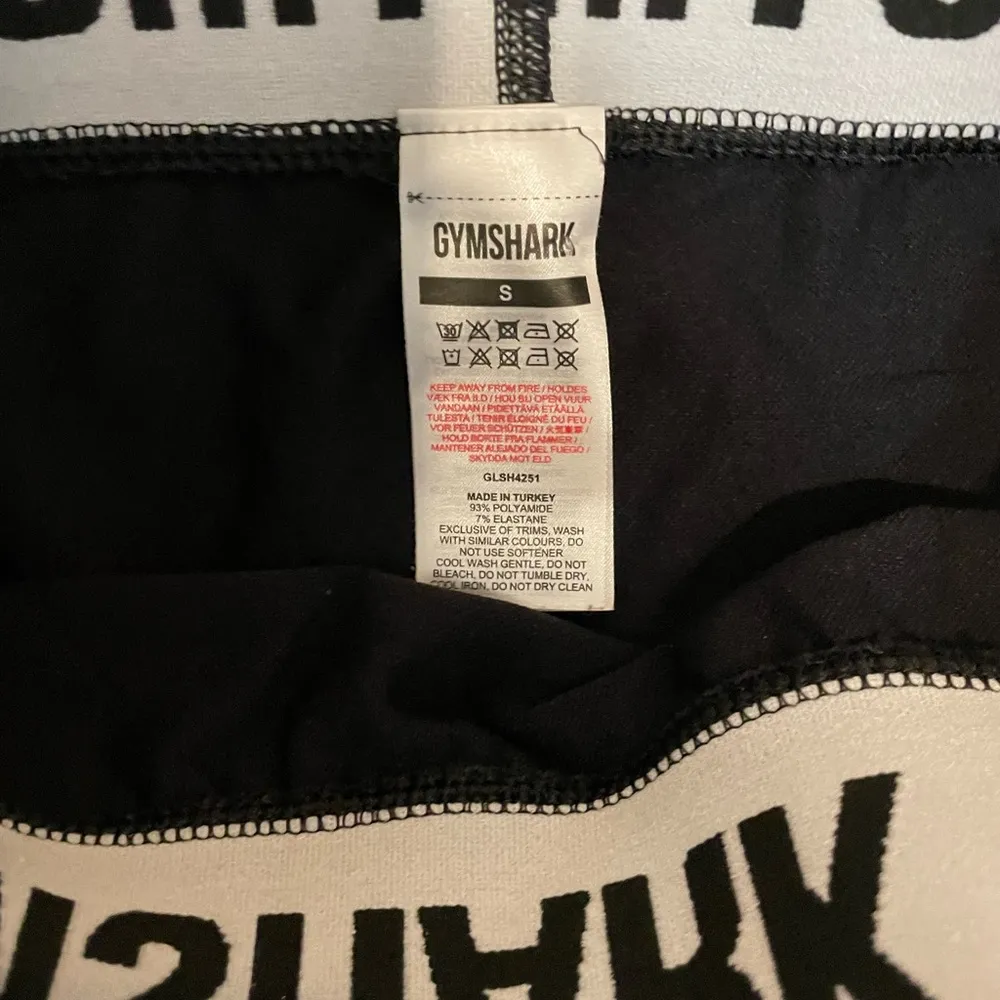 GYMSHARK
S
30
KEEP AWAY FROM FIRE / HOLDES
VÆK FRA ILD / HOU BIJ OPEN VUUR
VANDAAN / PIDETTÄVÄ ETÄÄLLÄ
TULESTA / TENIR ÉLOIGNÉ DU FEU /
VOR FEUER SCHÜTZEN /
HOLD BORTE FRA FLAMMER /
MANTENER ALEJADO DEL FUEGO /
SKYDDA MOT ELD
GLSH4251
MADE IN TURKEY
93% POLYAMIDE
7% ELASTANE
EXCLUSIVE OF TRIMS, WASH
WITH SIMILAR COLOURS, DO
NOT USE SOFTENER
COOL WASH GENTLE, DO NOT
BLEACH, DO NOT TUMBLE DRY,
COOL IRON, DO NOT DRY CLEAN
SHARK